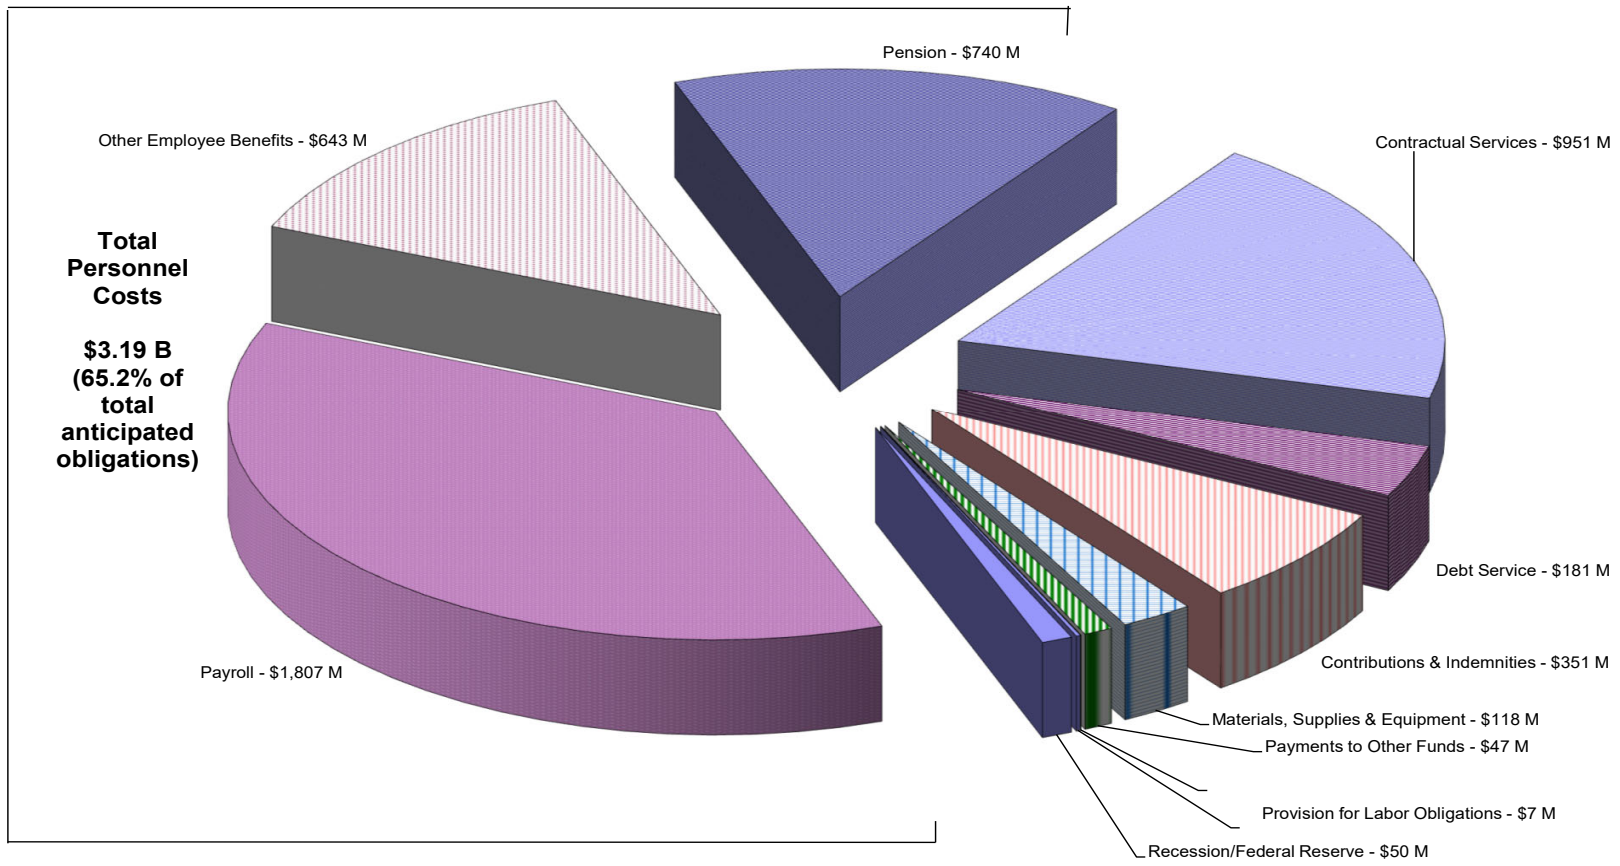 Pension - $740 M
Other Employee Benefits - $643 M
Contractual Services - $951 M
Total
Personnel
Costs
$3.19 B
(65.2% of
total
anticipated
obligations)
Debt Service - $181 M
Payroll - $1,807 M
Contributions & Indemnities - $351 M
Materials, Supplies & Equipment - $118 M
Payments to Other Funds - $47 M
Provision for Labor Obligations - $7 M
Recession/Federal Reserve - $50 M